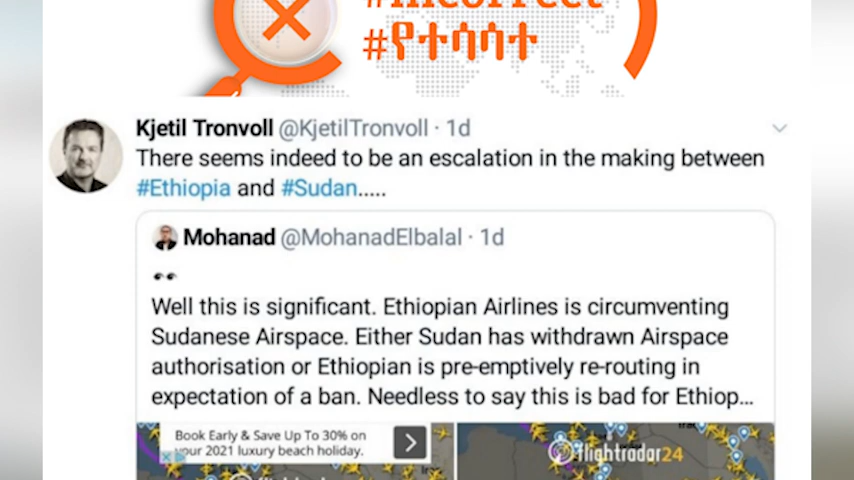 #Incorrect
#የተሳሳተ
Kjetil Tronvoll @KjetilTronvoll · 1d
There seems indeed to be an escalation in the making between
#Ethiopia and #Sudan.....
Mohanad @MohanadElbalal · 1d
👀
Well this is significant. Ethiopian Airlines is circumventing
Sudanese Airspace. Either Sudan has withdrawn Airspace
authorisation or Ethiopian is pre-emptively re-routing in
expectation of a ban. Needless to say this is bad for Ethiop...
Book Early & Save Up To 30% on
your 2021 luxury beach holiday.
flightradar24